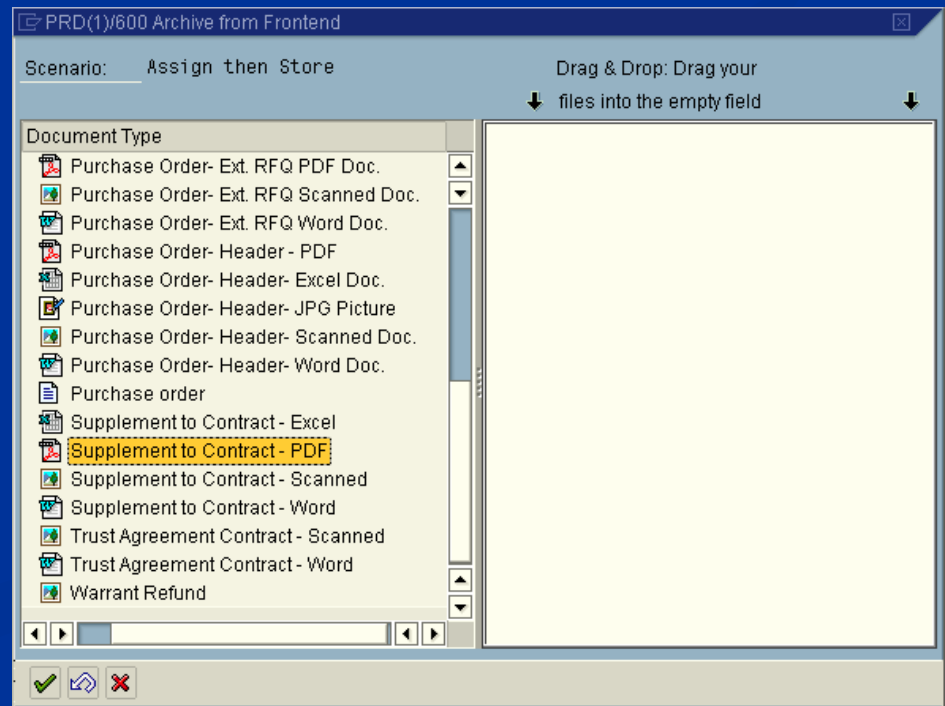 PRD(1)/600 Archive from Frontend
Scenario: Assign then Store
Drag & Drop: Drag your
files into the empty field
Document Type
Purchase Order- Ext. RFQ PDF Doc.
Purchase Order- Ext. RFQ Scanned Doc.
Purchase Order- Ext. RFQ Word Doc.
Purchase Order- Header - PDF
Purchase Order- Header- Excel Doc.
Purchase Order- Header- JPG Picture
Purchase Order- Header- Scanned Doc.
Purchase Order- Header- Word Doc.
Purchase order
Supplement to Contract - Excel
Supplement to Contract - PDF
Supplement to Contract - Scanned
Supplement to Contract - Word
Trust Agreement Contract - Scanned
Trust Agreement Contract - Word
Warrant Refund